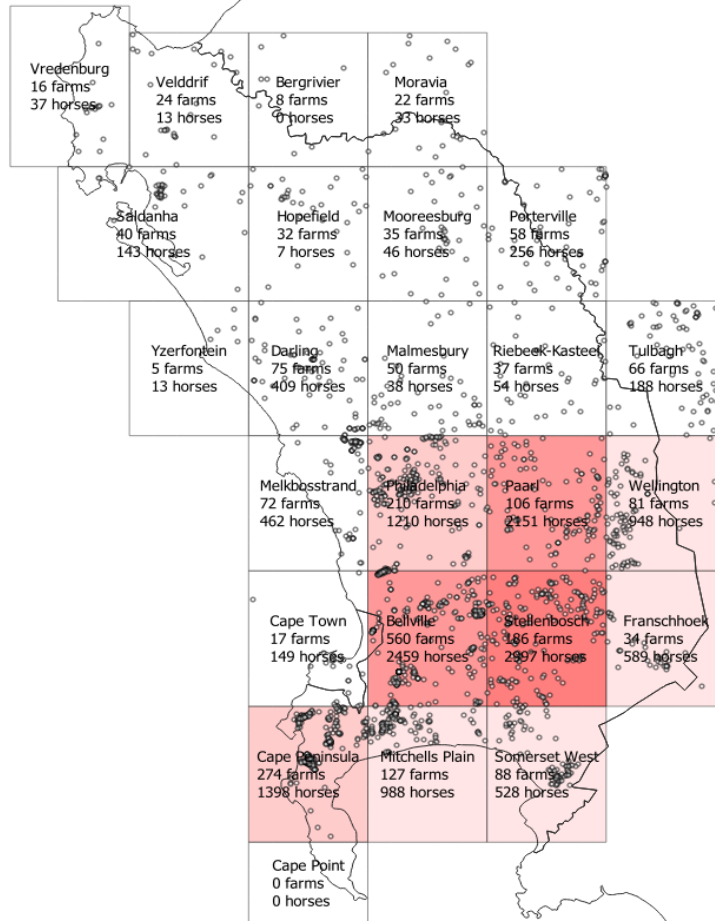 Vredenburg
16 farms
37 horses
Velddrif
24 farms
13 horses
Bergrivier
8 farms
0 horses
Moravia
22 farms
33 horses
Saldanha
40 farms
143 horses
Hopefield
32 farms
7 horses
Mooreesburg
35 farms
46 horses
Porterville
58 farms
256 horses
Yzerfontein
5 farms
13 horses
Darling
75 farms
409 horses
Malmesbury
50 farms
38 horses
Riebeek-Kasteel
37 farms
54 horses
Tulbagh
66 farms
188 horses
Melkbosstrand
72 farms
462 horses
Philadelphia
210 farms
1210 horses
Paarl
106 farms
2151 horses
Wellington
81 farms
948 horses
Cape Town
17 farms
149 horses
Bellville
560 farms
2459 horses
Stellenbosch
186 farms
2997 horses
Franschhoek
34 farms
589 horses
Cape Peninsula
274 farms
1398 horses
Mitchells Plain
127 farms
988 horses
Somerset West
88 farms
528 horses
Cape Point
0 farms
0 horses